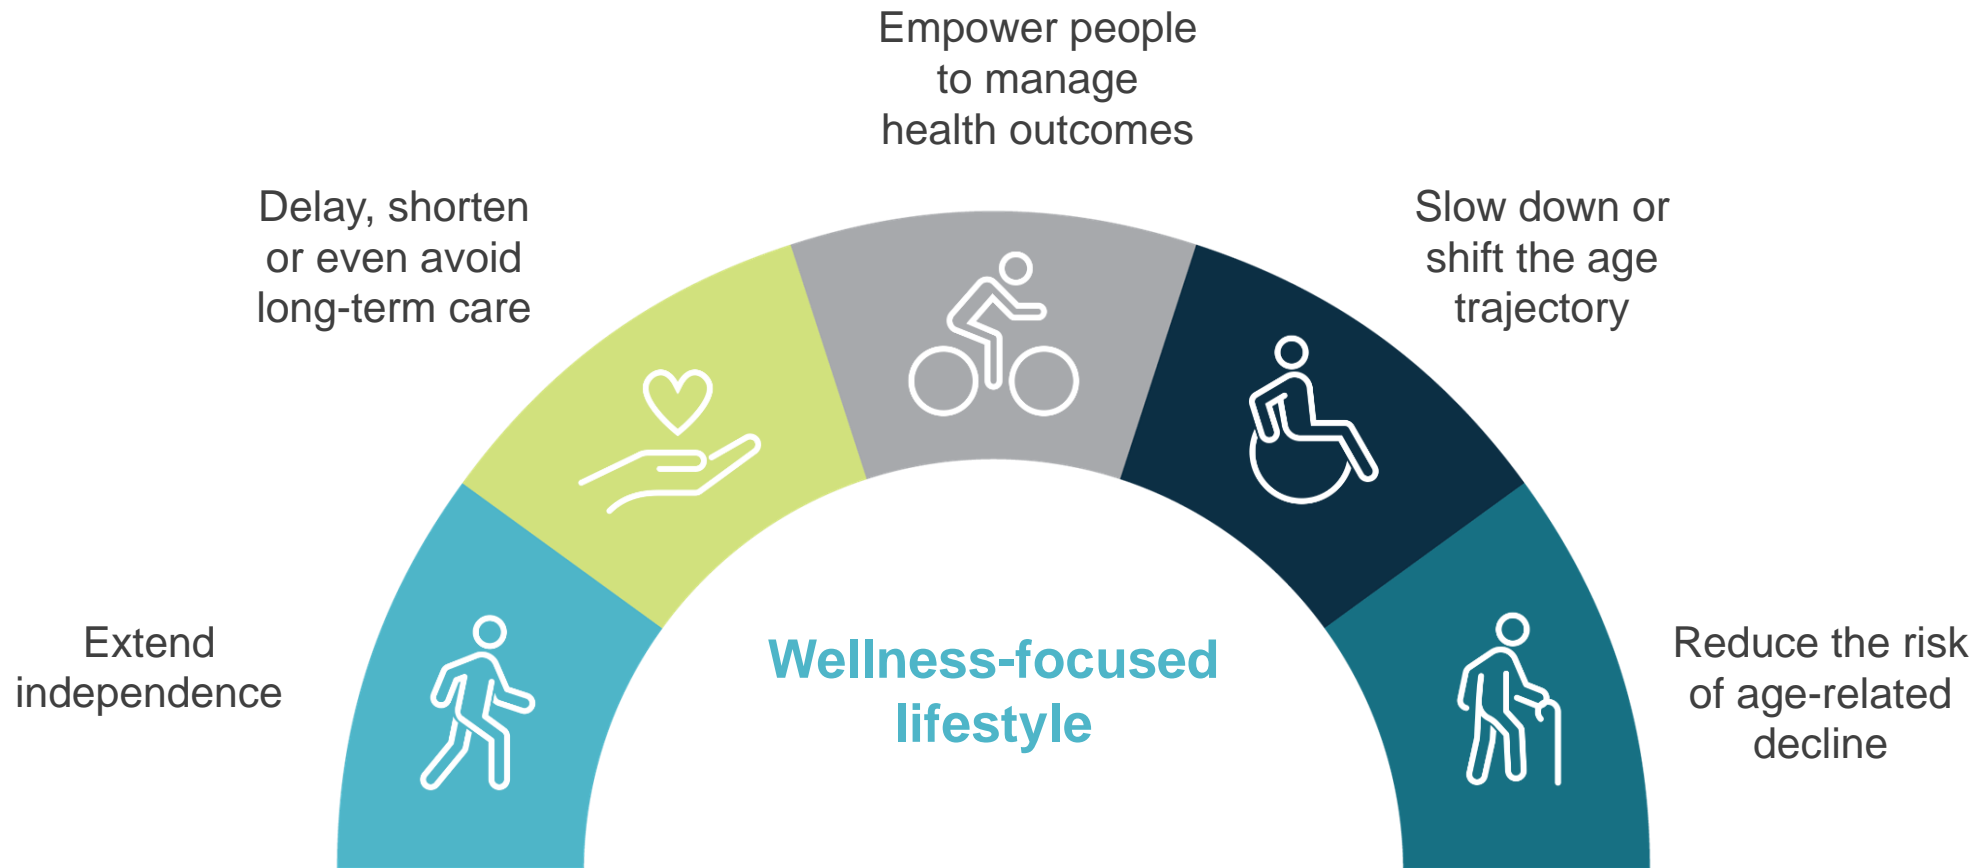 Empower people
to manage
health outcomes
Delay, shorten
or even avoid
long-term care
Slow down or
shift the age
trajectory
Extend
independence
Wellness-focused
lifestyle
Reduce the risk
of age-related
decline